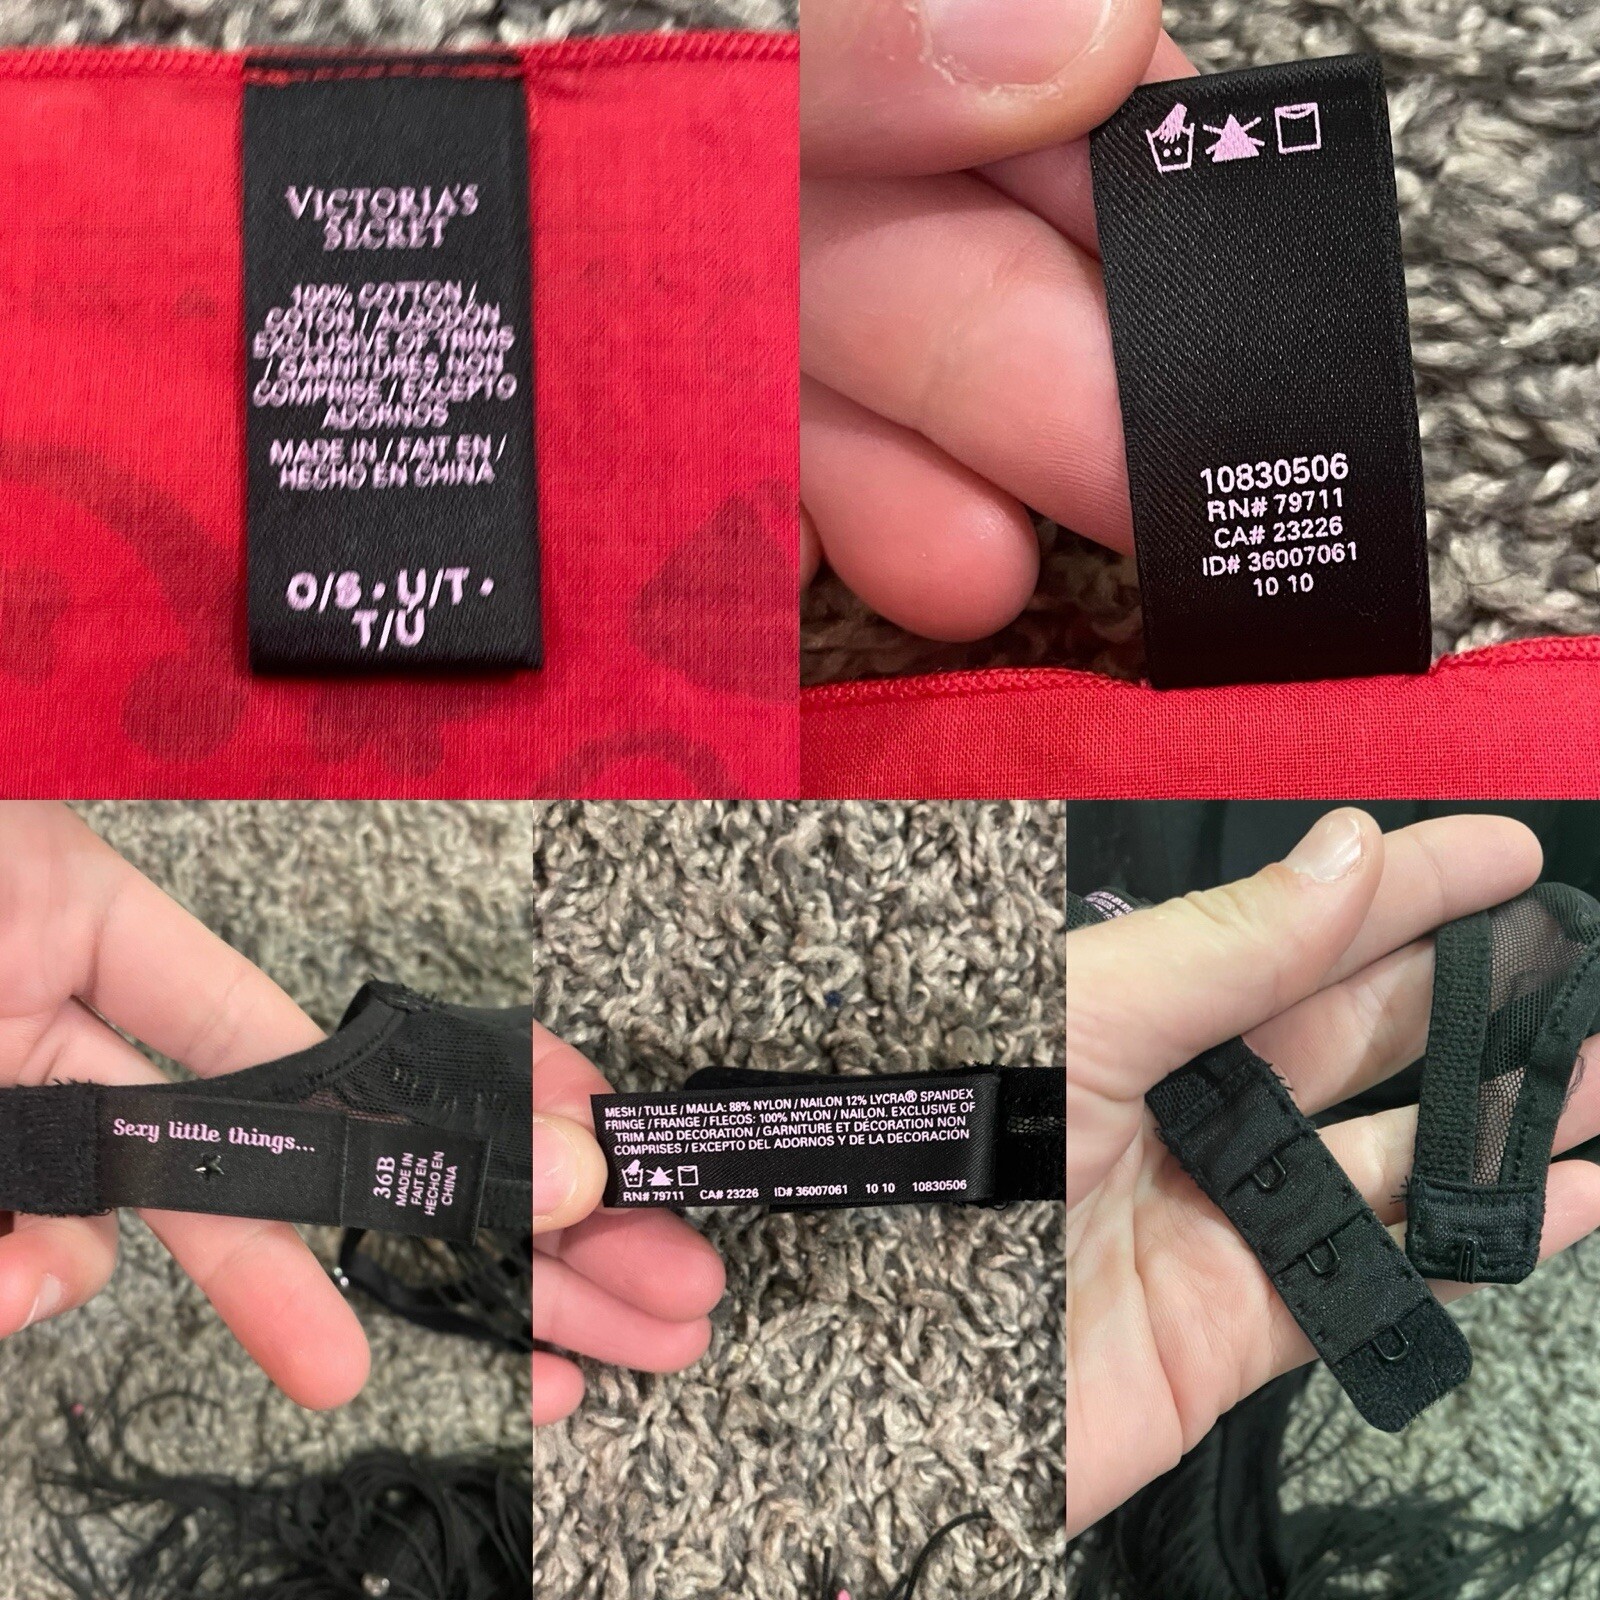 VICTORIA'S
SECRET
100% COTTON /
COTON / ALGODON
EXCLUSIVE OF TRIMS
/ GARNITURES NON
COMPRISE / EXCEPTO
ADORNOS
MADE IN / FAIT EN /
HECHO EN CHINA
O/S • U/T •
T/U
10830506
RN# 79711
CA# 23226
ID# 36007061
10 10
Sexy little things...
36B
MADE IN
FAIT EN
HECHO EN
CHINA
MESH / TULLE / MALLA: 88% NYLON / NAILON 12% LYCRA® SPANDEX
FRINGE / FRANGE / FLECOS: 100% NYLON / NAILON. EXCLUSIVE OF
TRIM AND DECORATION / GARNITURE ET DÉCORATION NON
COMPRISES / EXCEPTO DEL ADORNOS Y DE LA DECORACIÓN
RN# 79711 CA# 23226 ID# 36007061 10 10 10830506